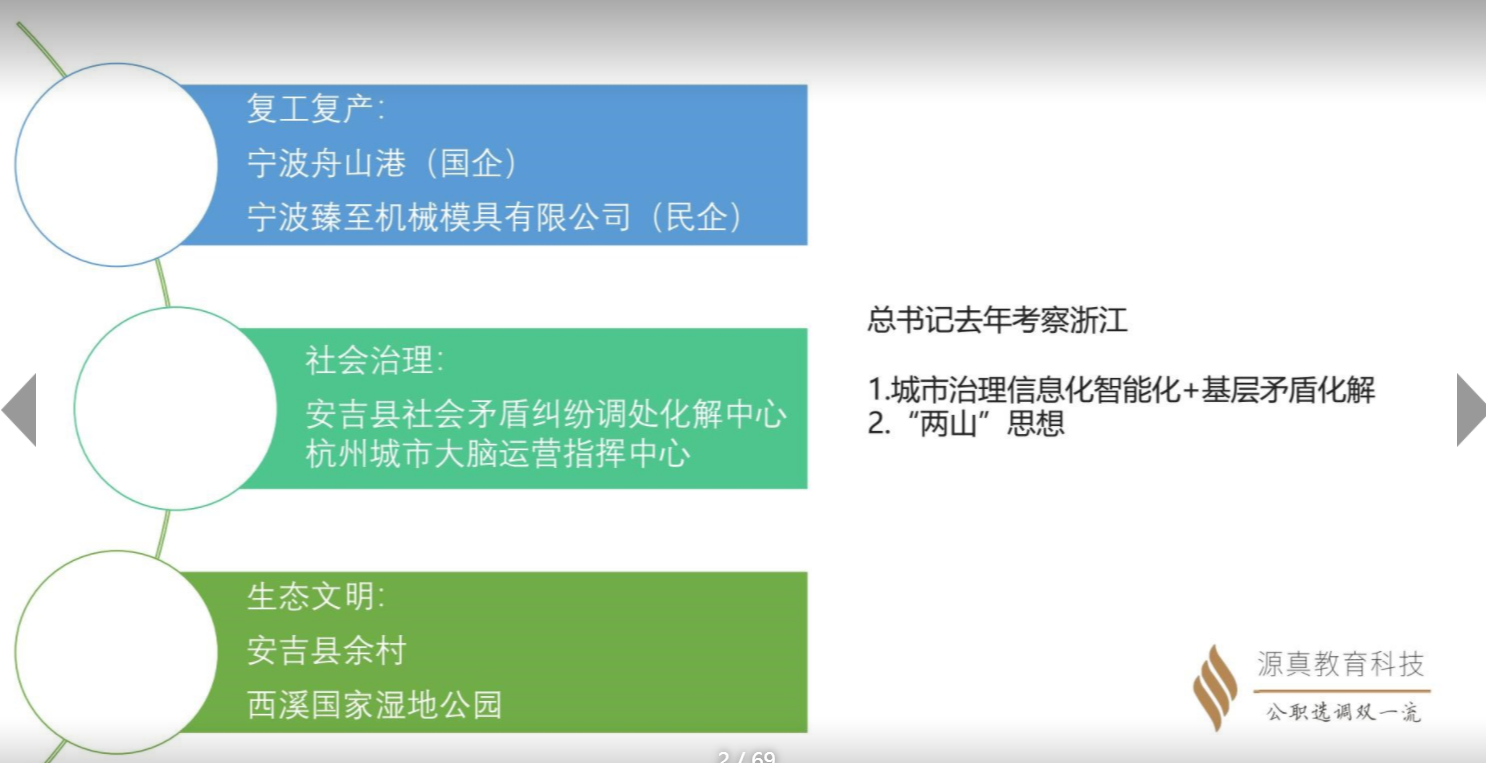 复工复产：
宁波舟山港（国企）
宁波臻至机械模具有限公司（民企）
社会治理：
安吉县社会矛盾纠纷调处化解中心
杭州城市大脑运营指挥中心
生态文明：
安吉县余村
西溪国家湿地公园
总书记去年考察浙江
1.城市治理信息化智能化+基层矛盾化解
2.“两山”思想
源真教育科技
公职选调双一流
2 / 69